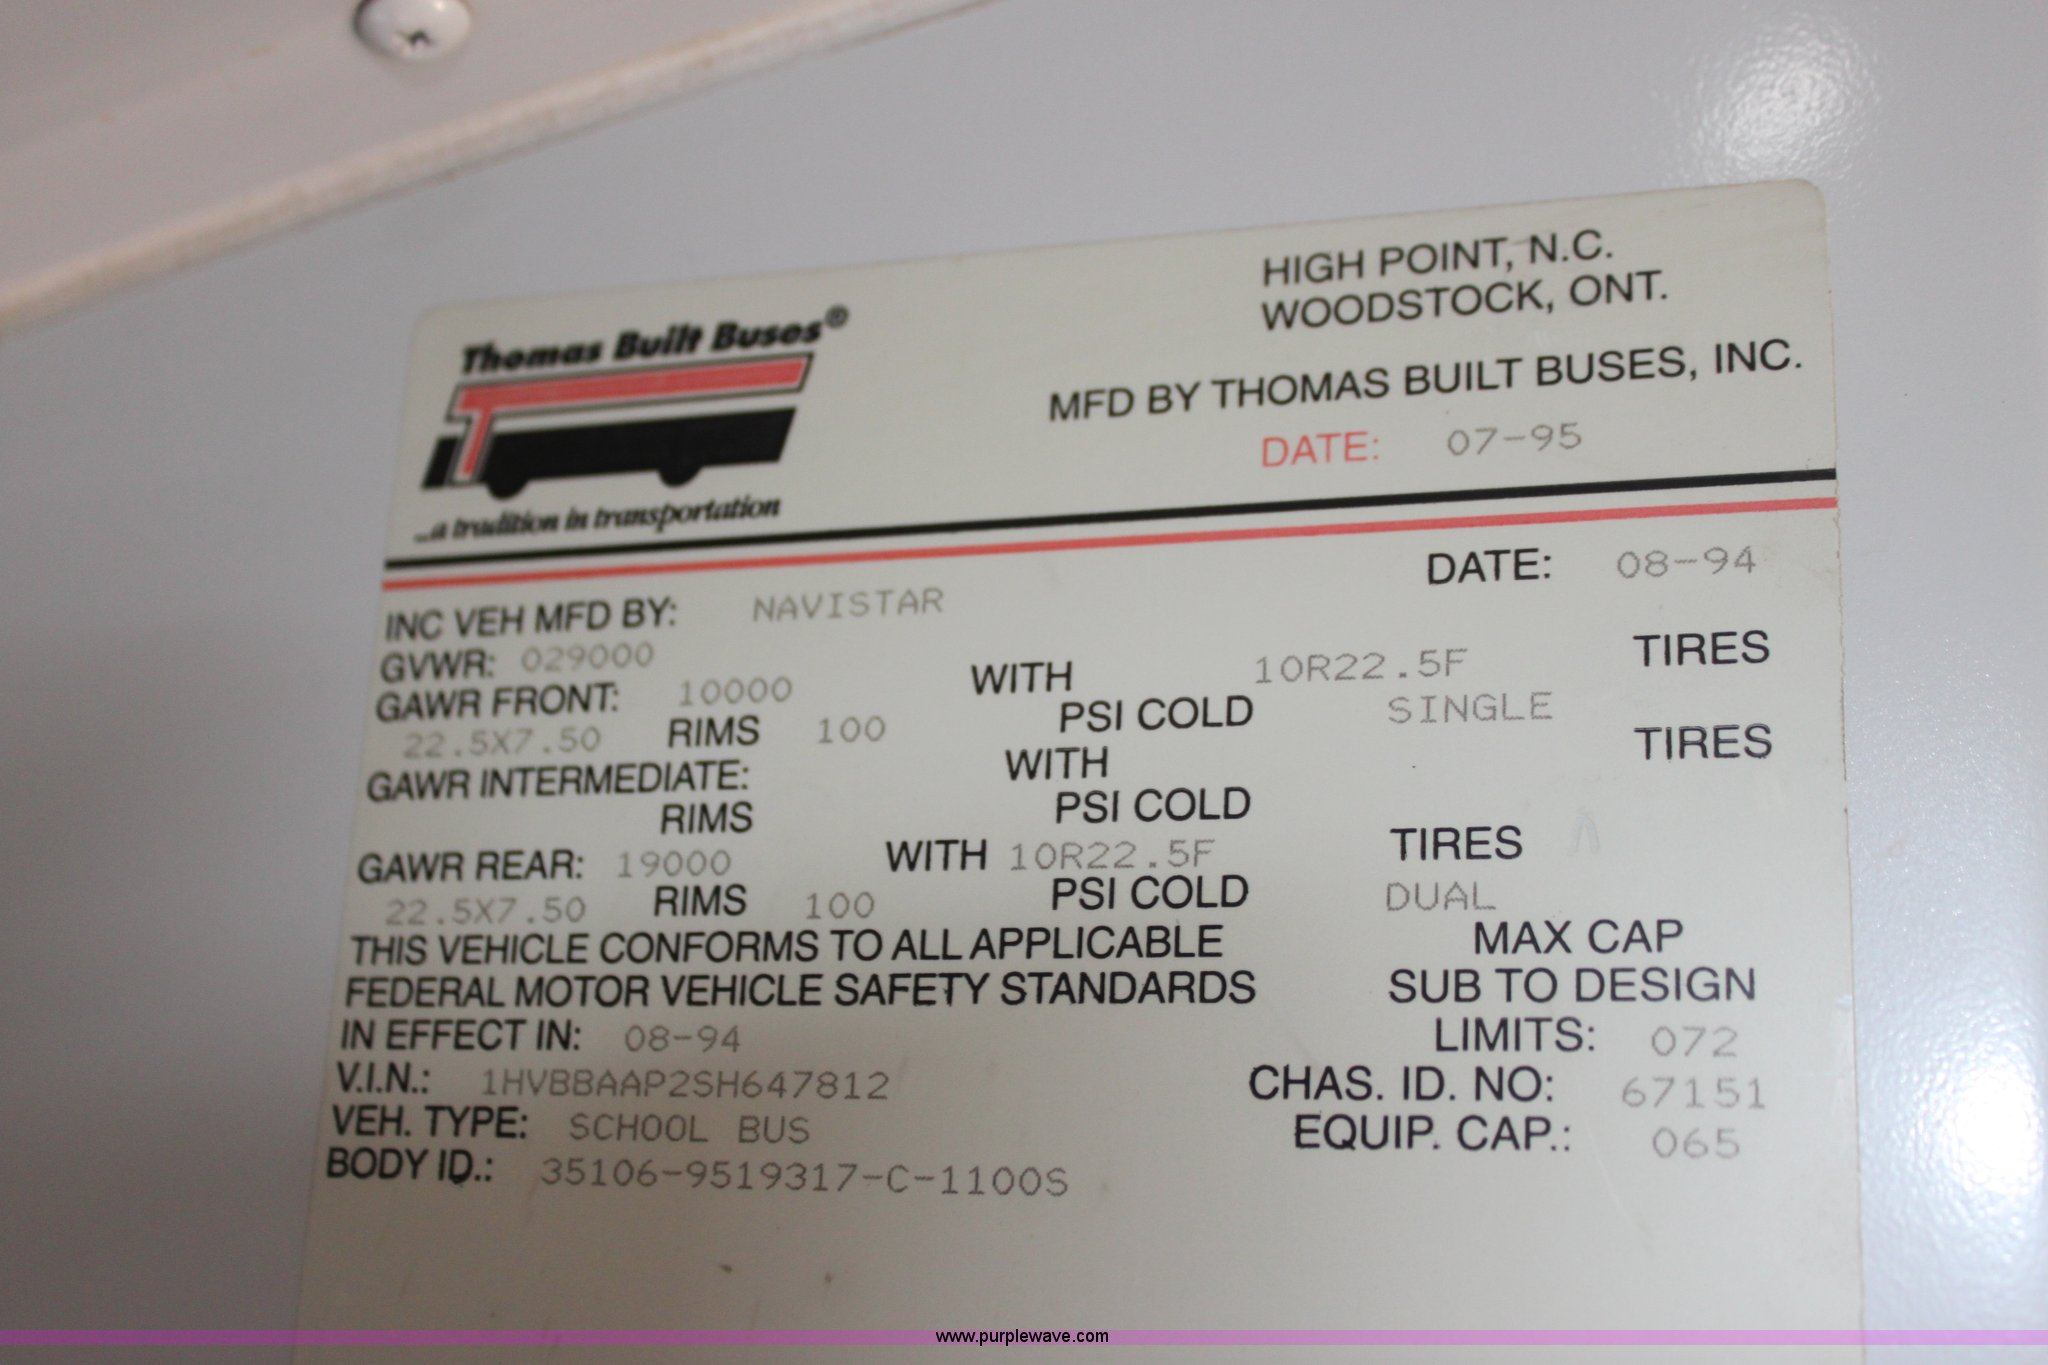 Thomas Built Buses®
...a tradition in transportation
HIGH POINT, N.C.
WOODSTOCK, ONT.
MFD BY THOMAS BUILT BUSES, INC.
DATE: 07-95
INC VEH MFD BY: NAVISTAR DATE: 08-94
GVWR: 029000
GAWR FRONT: 10000 WITH 10R22.5F TIRES
22.5X7.50 RIMS 100 PSI COLD SINGLE
GAWR INTERMEDIATE: WITH TIRES
RIMS PSI COLD
GAWR REAR: 19000 WITH 10R22.5F TIRES
22.5X7.50 RIMS 100 PSI COLD DUAL
THIS VEHICLE CONFORMS TO ALL APPLICABLE
FEDERAL MOTOR VEHICLE SAFETY STANDARDS
IN EFFECT IN: 08-94
MAX CAP
SUB TO DESIGN
LIMITS: 072
V.I.N.: 1HVBBAAP2SH647812
CHAS. ID. NO: 67151
VEH. TYPE: SCHOOL BUS
EQUIP. CAP.: 065
BODY ID.: 35106-9519317-C-1100S
www.purplewave.com